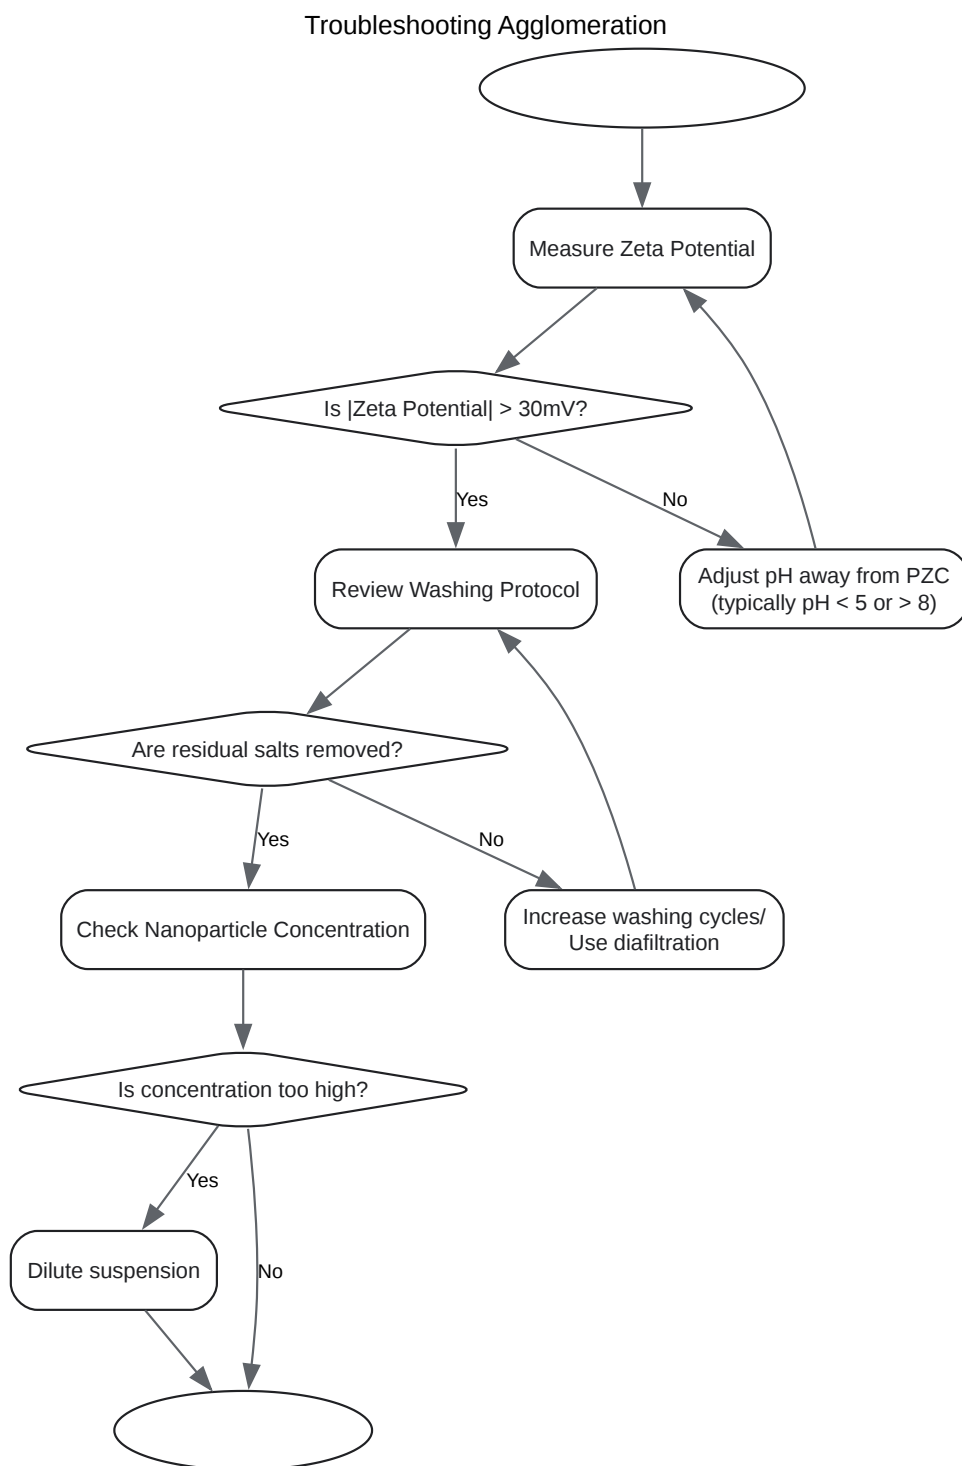 Troubleshooting Agglomeration
Measure Zeta Potential
Is |Zeta Potential| > 30mV?
Yes
No
Review Washing Protocol
Adjust pH away from PZC
(typically pH < 5 or > 8)
Are residual salts removed?
Yes
No
Check Nanoparticle Concentration
Increase washing cycles/
Use diafiltration
Is concentration too high?
Yes
Dilute suspension
No